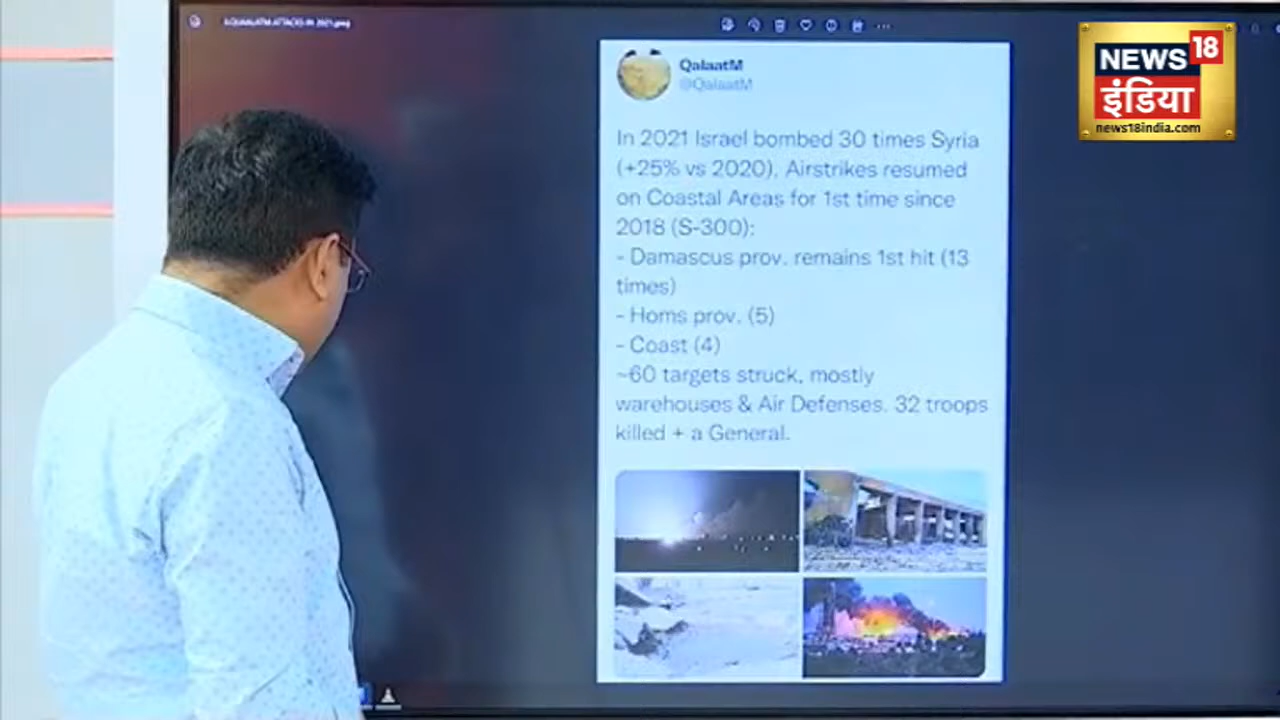 QalaatM
@QalaatM
In 2021 Israel bombed 30 times Syria
(+25% vs 2020). Airstrikes resumed
on Coastal Areas for 1st time since
2018 (S-300):
- Damascus prov. remains 1st hit (13
times)
- Homs prov. (5)
- Coast (4)
~60 targets struck, mostly
warehouses & Air Defenses. 32 troops
killed + a General.
NEWS 18
इंडिया
news18india.com